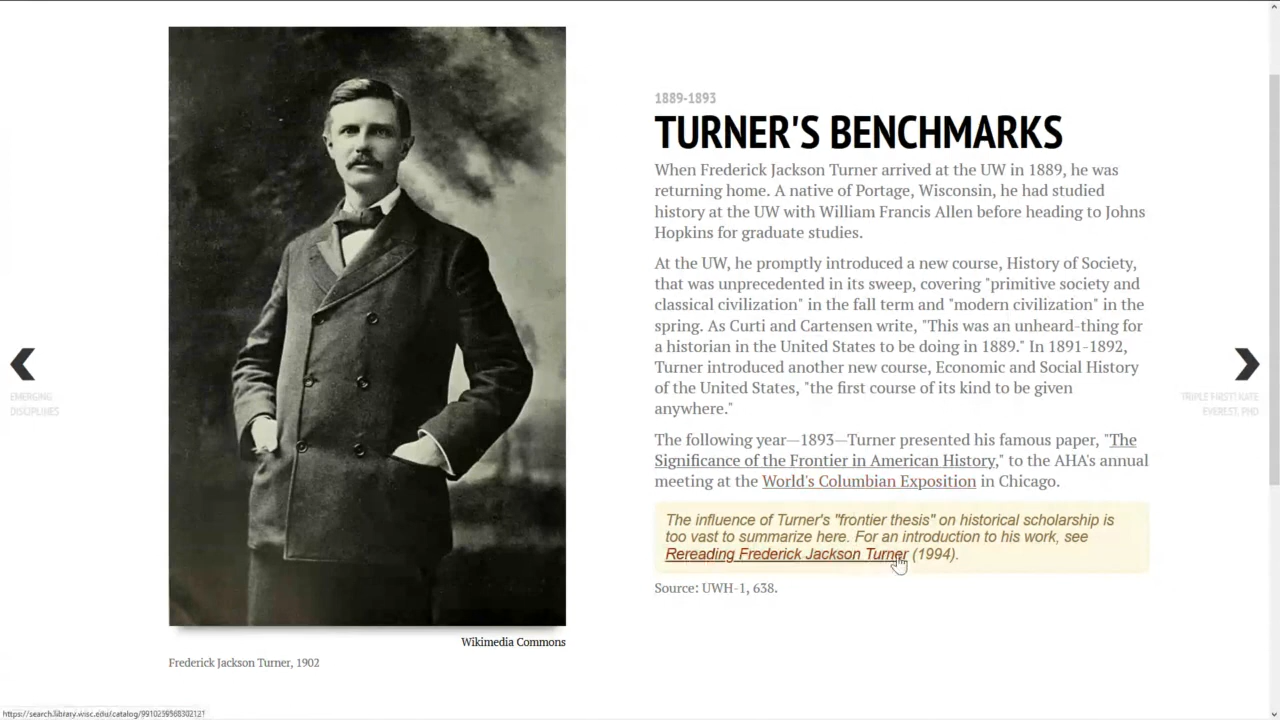 1889-1893
TURNER'S BENCHMARKS
When Frederick Jackson Turner arrived at the UW in 1889, he was
returning home. A native of Portage, Wisconsin, he had studied
history at the UW with William Francis Allen before heading to Johns
Hopkins for graduate studies.
At the UW, he promptly introduced a new course, History of Society,
that was unprecedented in its sweep, covering "primitive society and
classical civilization" in the fall term and "modern civilization" in the
spring. As Curti and Cartensen write, "This was an unheard-thing for
a historian in the United States to be doing in 1889." In 1891-1892,
Turner introduced another new course, Economic and Social History
of the United States, "the first course of its kind to be given
anywhere."
The following year—1893—Turner presented his famous paper, "The
Significance of the Frontier in American History," to the AHA's annual
meeting at the World's Columbian Exposition in Chicago.
The influence of Turner's "frontier thesis" on historical scholarship is
too vast to summarize here. For an introduction to his work, see
Rereading Frederick Jackson Turner (1994).
Source: UWH-1, 638.
Wikimedia Commons
Frederick Jackson Turner, 1902
EMERGING
DISCIPLINES
TRIPLE FIRST! KATE
EVEREST, PHD
https://search.library.wisc.edu/catalog/9910259568302121